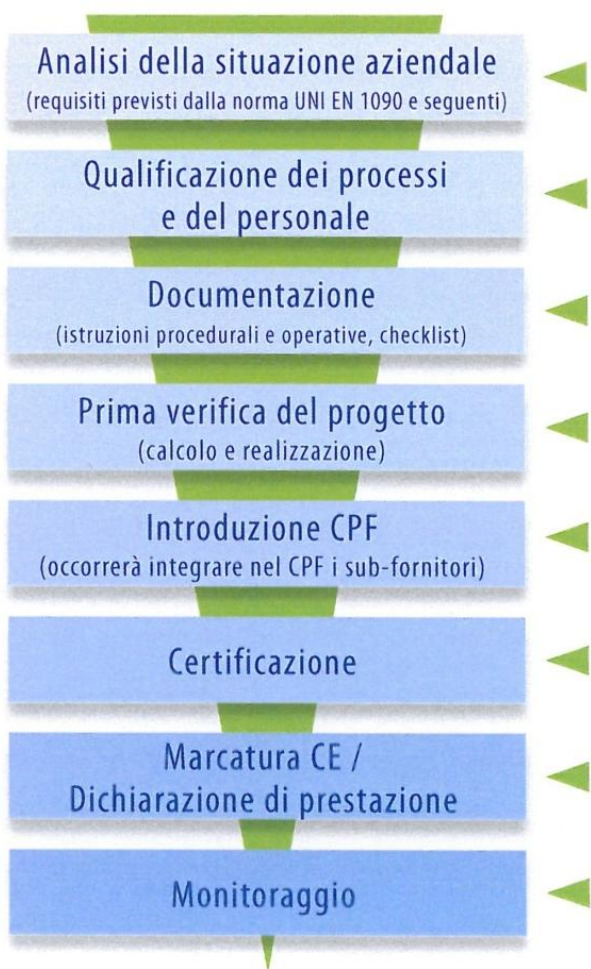 Analisi della situazione aziendale
(requisiti previsti dalla norma UNI EN 1090 e seguenti)
Qualificazione dei processi
e del personale
Documentazione
(istruzioni procedurali e operative, checklist)
Prima verifica del progetto
(calcolo e realizzazione)
Introduzione CPF
(occorrerà integrare nel CPF i sub-fornitori)
Certificazione
Marcatura CE /
Dichiarazione di prestazione
Monitoraggio